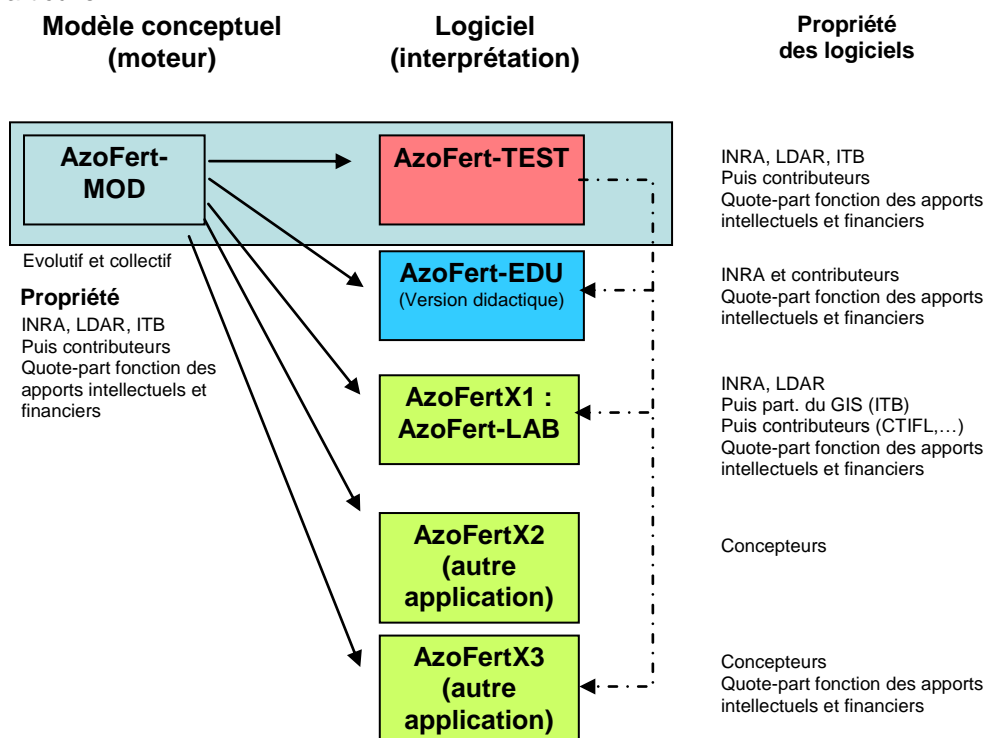 Modèle conceptuel
(moteur)
Logiciel
(interprétation)
Propriété
des logiciels
AzoFert-
MOD
AzoFert-TEST
INRA, LDAR, ITB
Puis contributeurs
Quote-part fonction des apports
intellectuels et financiers
Evolutif et collectif
Propriété
INRA, LDAR, ITB
Puis contributeurs
Quote-part fonction des
apports intellectuels et
financiers
AzoFert-EDU
(Version didactique)
INRA et contributeurs
Quote-part fonction des apports
intellectuels et financiers
AzoFertX1 :
AzoFert-LAB
INRA, LDAR
Puis part. du GIS (ITB)
Puis contributeurs (CTIFL,…)
Quote-part fonction des apports
intellectuels et financiers
AzoFertX2
(autre
application)
Concepteurs
AzoFertX3
(autre
application)
Concepteurs
Quote-part fonction des apports
intellectuels et financiers